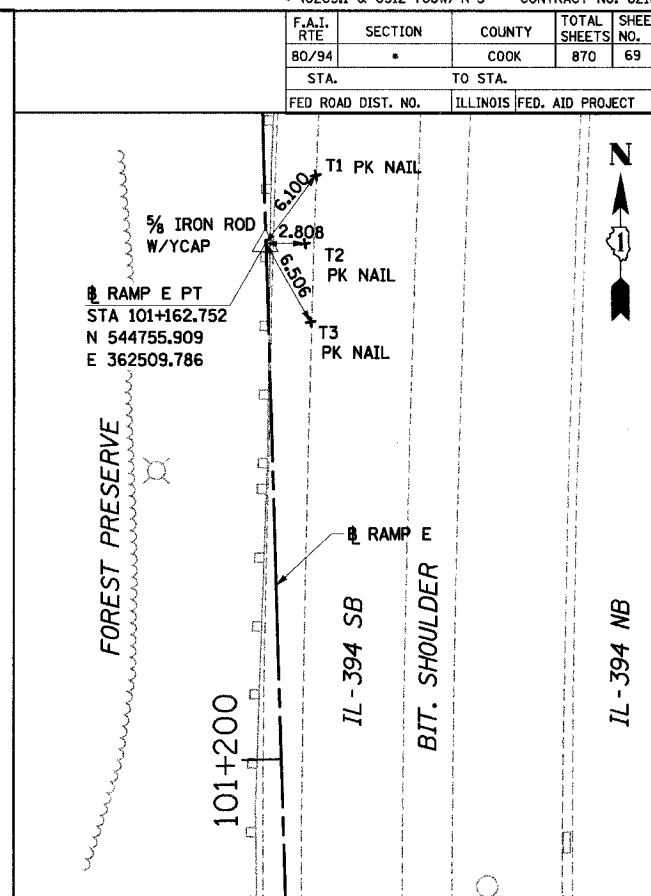 F.A.I. RTE SECTION COUNTY TOTAL SHEETS SHEE NO.
80/94 * COOK 870 69
STA. TO STA.
FED ROAD DIST. NO. ILLINOIS FED. AID PROJECT
N
1
T1 PK NAIL
6.100
5/8 IRON ROD
W/YCAP
2.808
T2
PK NAIL
6.506
T3
PK NAIL
BL RAMP E PT
STA 101+162.752
N 544755.909
E 362509.786
FOREST PRESERVE
BL RAMP E
IL-394 SB
BIT. SHOULDER
IL-394 NB
101+200